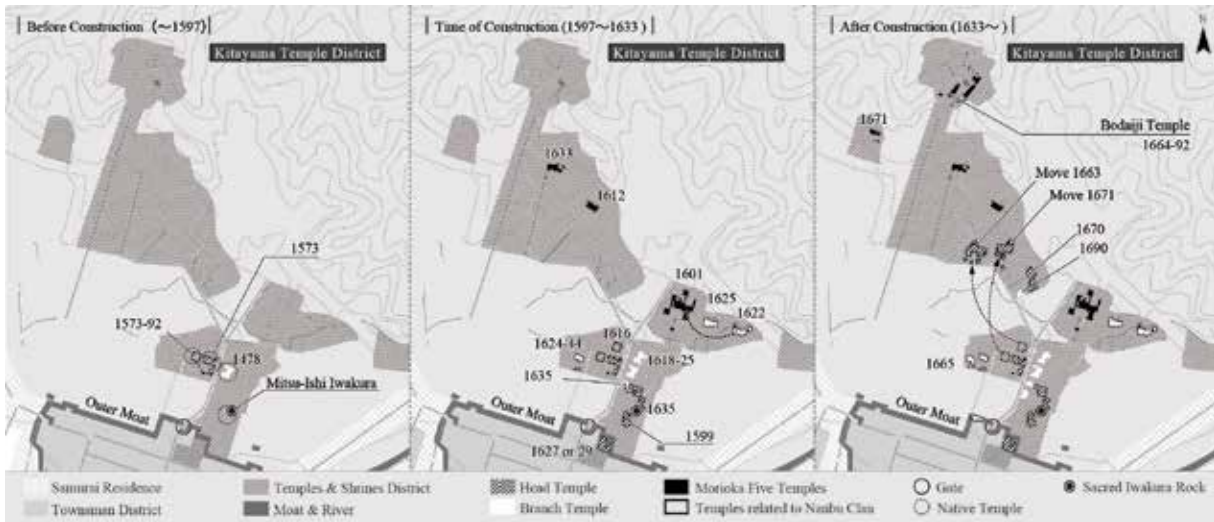 Before Construction (～1597)
Kitayama Temple District
1573
1573-92
1478
Mitsu-Ishi Iwakura
Outer Moat
Time of Construction (1597～1633)
Kitayama Temple District
1633
1612
1601
1625
1622
1616
1624-44
1618-25
1635
1635
Outer Moat
1599
1627 or 29
After Construction (1633～)
Kitayama Temple District
N
1671
Bodaiji Temple
1664-92
Move 1663
Move 1671
1670
1690
1665
Outer Moat
Samurai Residence
Temples & Shrines District
Head Temple
Morioka Five Temples
Gate
Sacred Iwakura Rock
Townsman District
Moat & River
Branch Temple
Temples related to Nanbu Clan
Native Temple